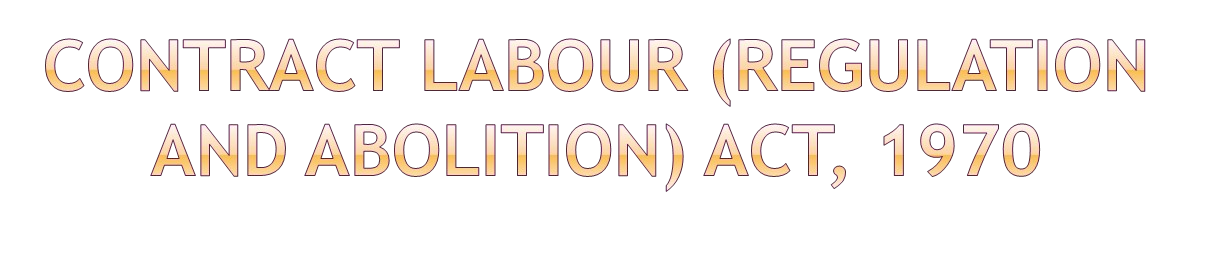 CONTRACT LABOUR (REGULATION
AND ABOLITION) ACT, 1970